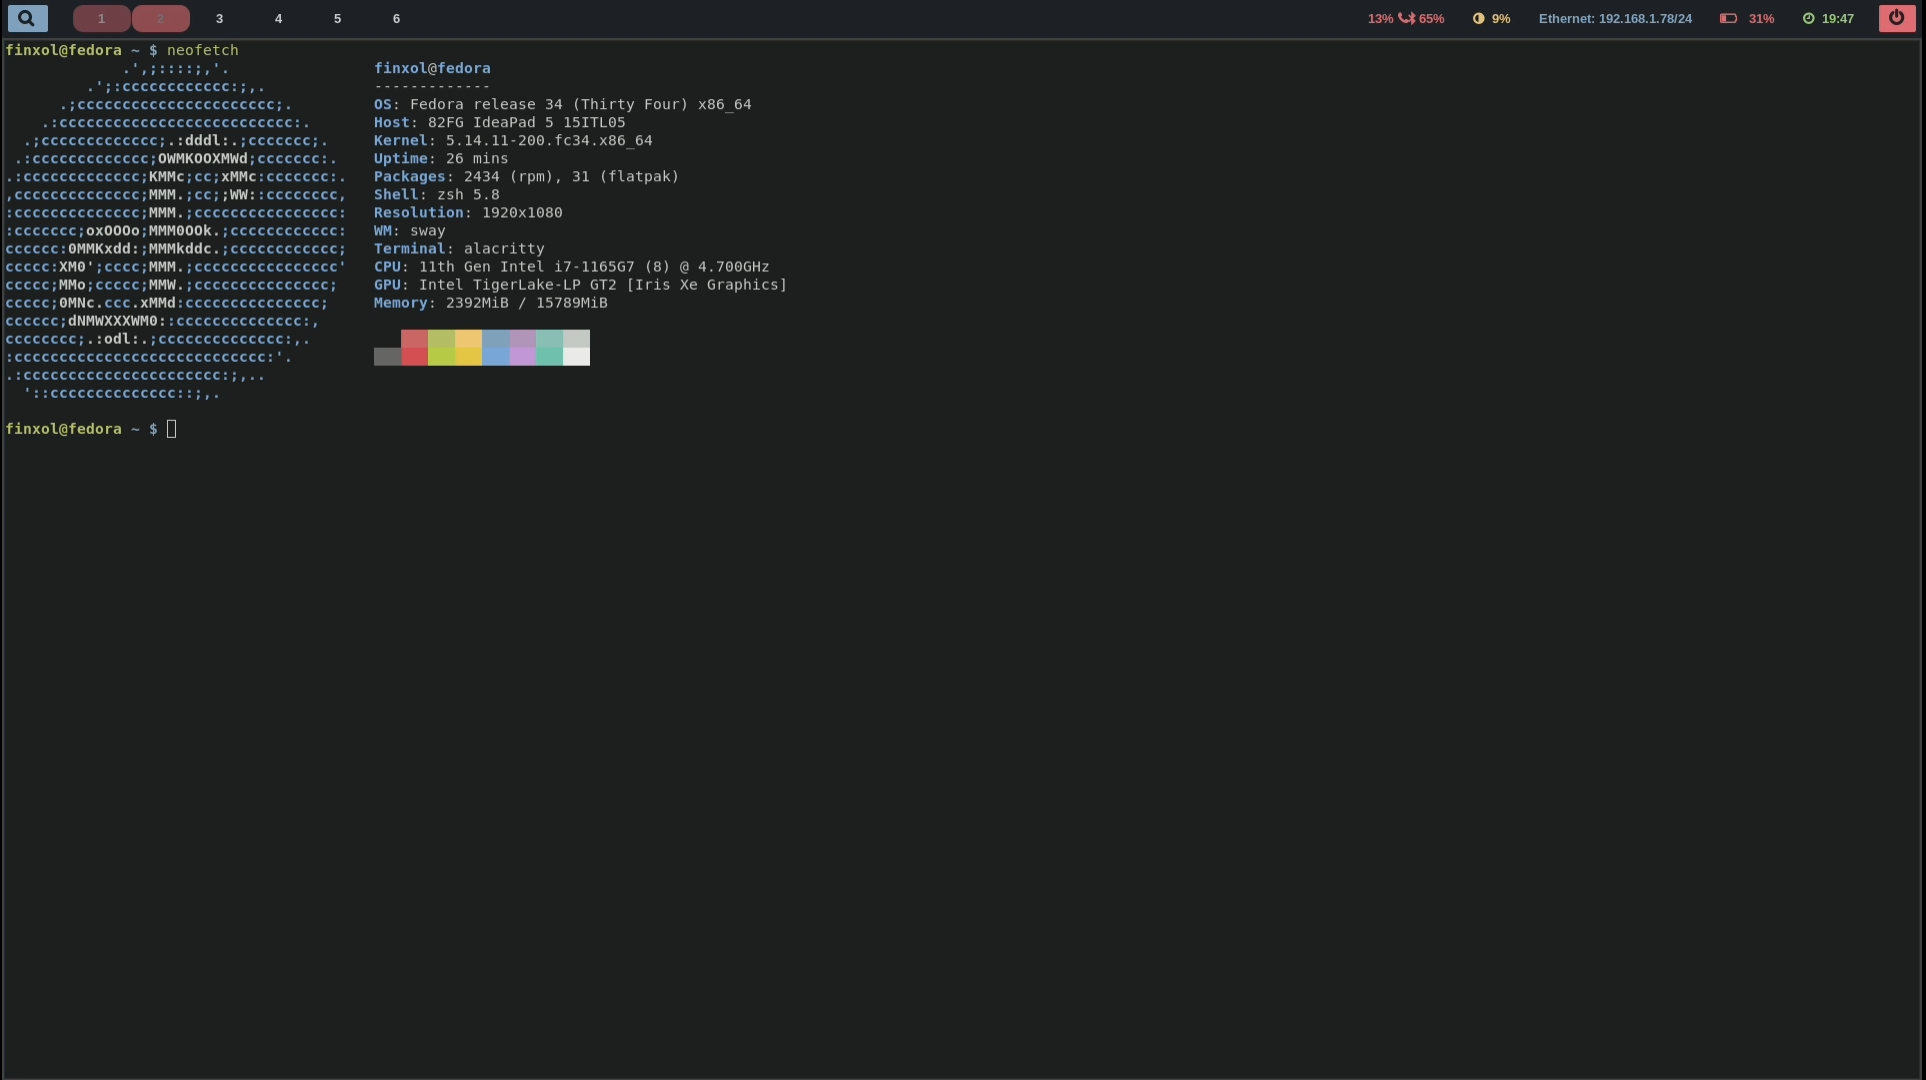 1 2 3 4 5 6 13% 65% 9% Ethernet: 192.168.1.78/24 31% 19:47
finxol@fedora ~ $ neofetch
.',;::::;,'. finxol@fedora
.';:cccccccccccc:;,. -------------
.;cccccccccccccccccccccc;. OS: Fedora release 34 (Thirty Four) x86_64
.:cccccccccccccccccccccccccc:. Host: 82FG IdeaPad 5 15ITL05
.;ccccccccccccc;.:dddl:.;ccccccc;. Kernel: 5.14.11-200.fc34.x86_64
.:ccccccccccccc;OWMKOOXMWd;ccccccc:. Uptime: 26 mins
.:ccccccccccccc;KMMc;cc;xMMc:ccccccc:. Packages: 2434 (rpm), 31 (flatpak)
,cccccccccccccc;MMM.;cc;;WW::cccccccc, Shell: zsh 5.8
:cccccccccccccc;MMM.;cccccccccccccccc: Resolution: 1920x1080
:ccccccc;oxOOOo;MMM0OOk.;cccccccccccc: WM: sway
cccccc:0MMKxdd:;MMMkddc.;cccccccccccc; Terminal: alacritty
ccccc:XM0';cccc;MMM.;cccccccccccccccc' CPU: 11th Gen Intel i7-1165G7 (8) @ 4.700GHz
ccccc;MMo;ccccc;MMW.;ccccccccccccccc; GPU: Intel TigerLake-LP GT2 [Iris Xe Graphics]
ccccc;0MNc.ccc.xMMd:ccccccccccccccc; Memory: 2392MiB / 15789MiB
cccccc;dNMWXXXWM0::cccccccccccccc:,
cccccccc;.:odl:.;cccccccccccccc:,.
:cccccccccccccccccccccccccccc:'.
.:cccccccccccccccccccccc:;,..
'::cccccccccccccc::;,.
finxol@fedora ~ $